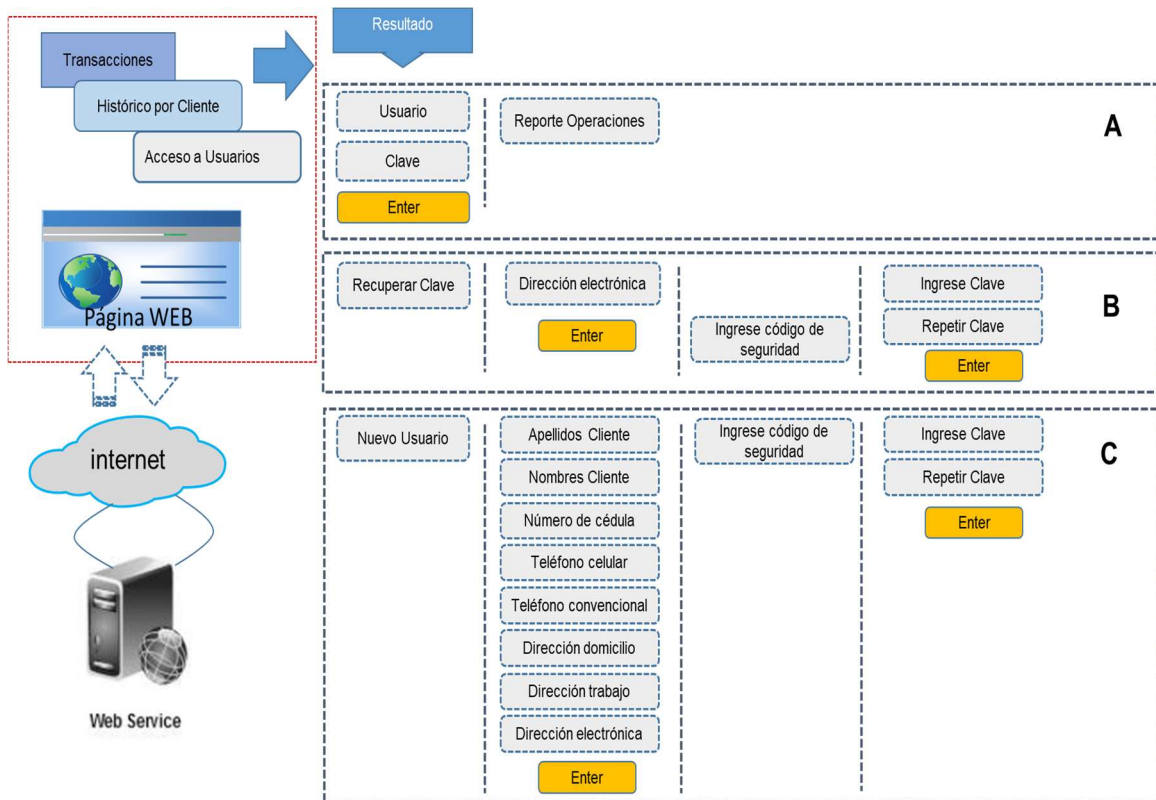 Transacciones
Histórico por Cliente
Acceso a Usuarios
Página WEB
internet
Web Service
Resultado
Usuario
Clave
Enter
Reporte Operaciones
A
Recuperar Clave
Dirección electrónica
Enter
Ingrese código de
seguridad
Ingrese Clave
Repetir Clave
Enter
B
Nuevo Usuario
Apellidos Cliente
Nombres Cliente
Número de cédula
Teléfono celular
Teléfono convencional
Dirección domicilio
Dirección trabajo
Dirección electrónica
Enter
Ingrese código de
seguridad
Ingrese Clave
Repetir Clave
Enter
C